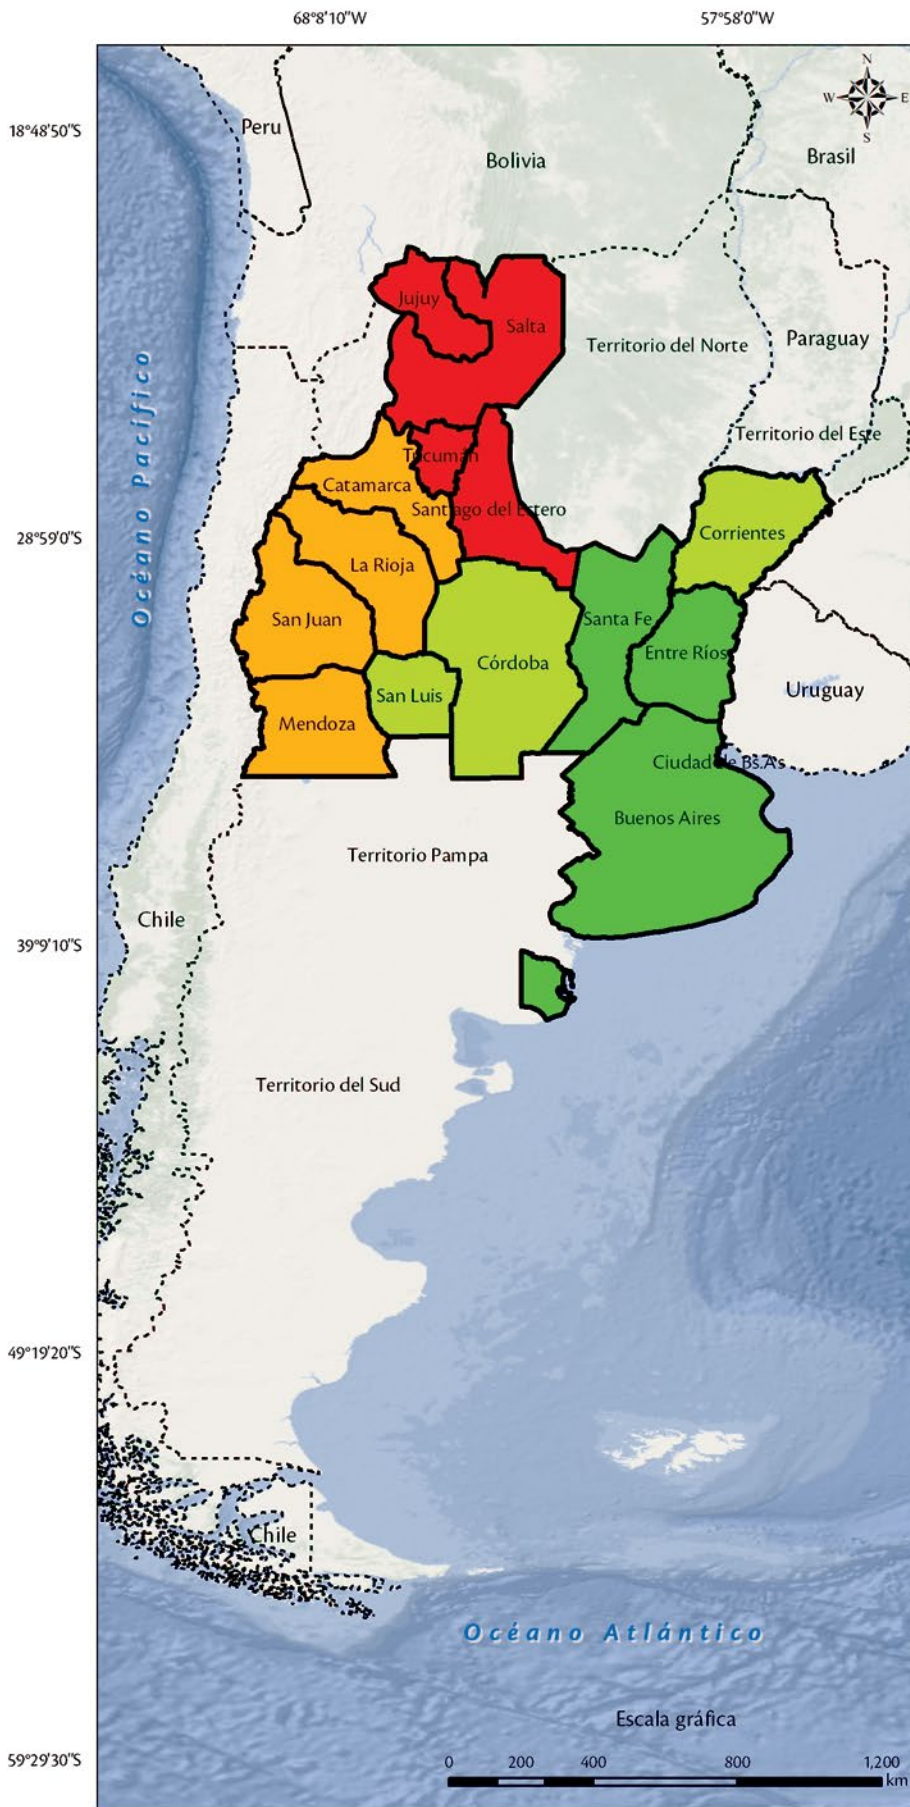 68°8'10"W
57°58'0"W
N
W
E
S
18°48'50"S
Peru
Bolivia
Brasil
Jujuy
Salta
Territorio del Norte
Paraguay
Océano Pacífico
Territorio del Este
Tucumán
Catamarca
Santiago del Estero
28°59'0"S
Corrientes
La Rioja
San Juan
Santa Fe
Entre Ríos
Córdoba
Uruguay
San Luis
Mendoza
Ciudad de Bs.As
Buenos Aires
Territorio Pampa
Chile
39°9'10"S
Territorio del Sud
49°19'20"S
Chile
Océano Atlántico
Escala gráfica
59°29'30"S
0 200 400 800 1,200
km